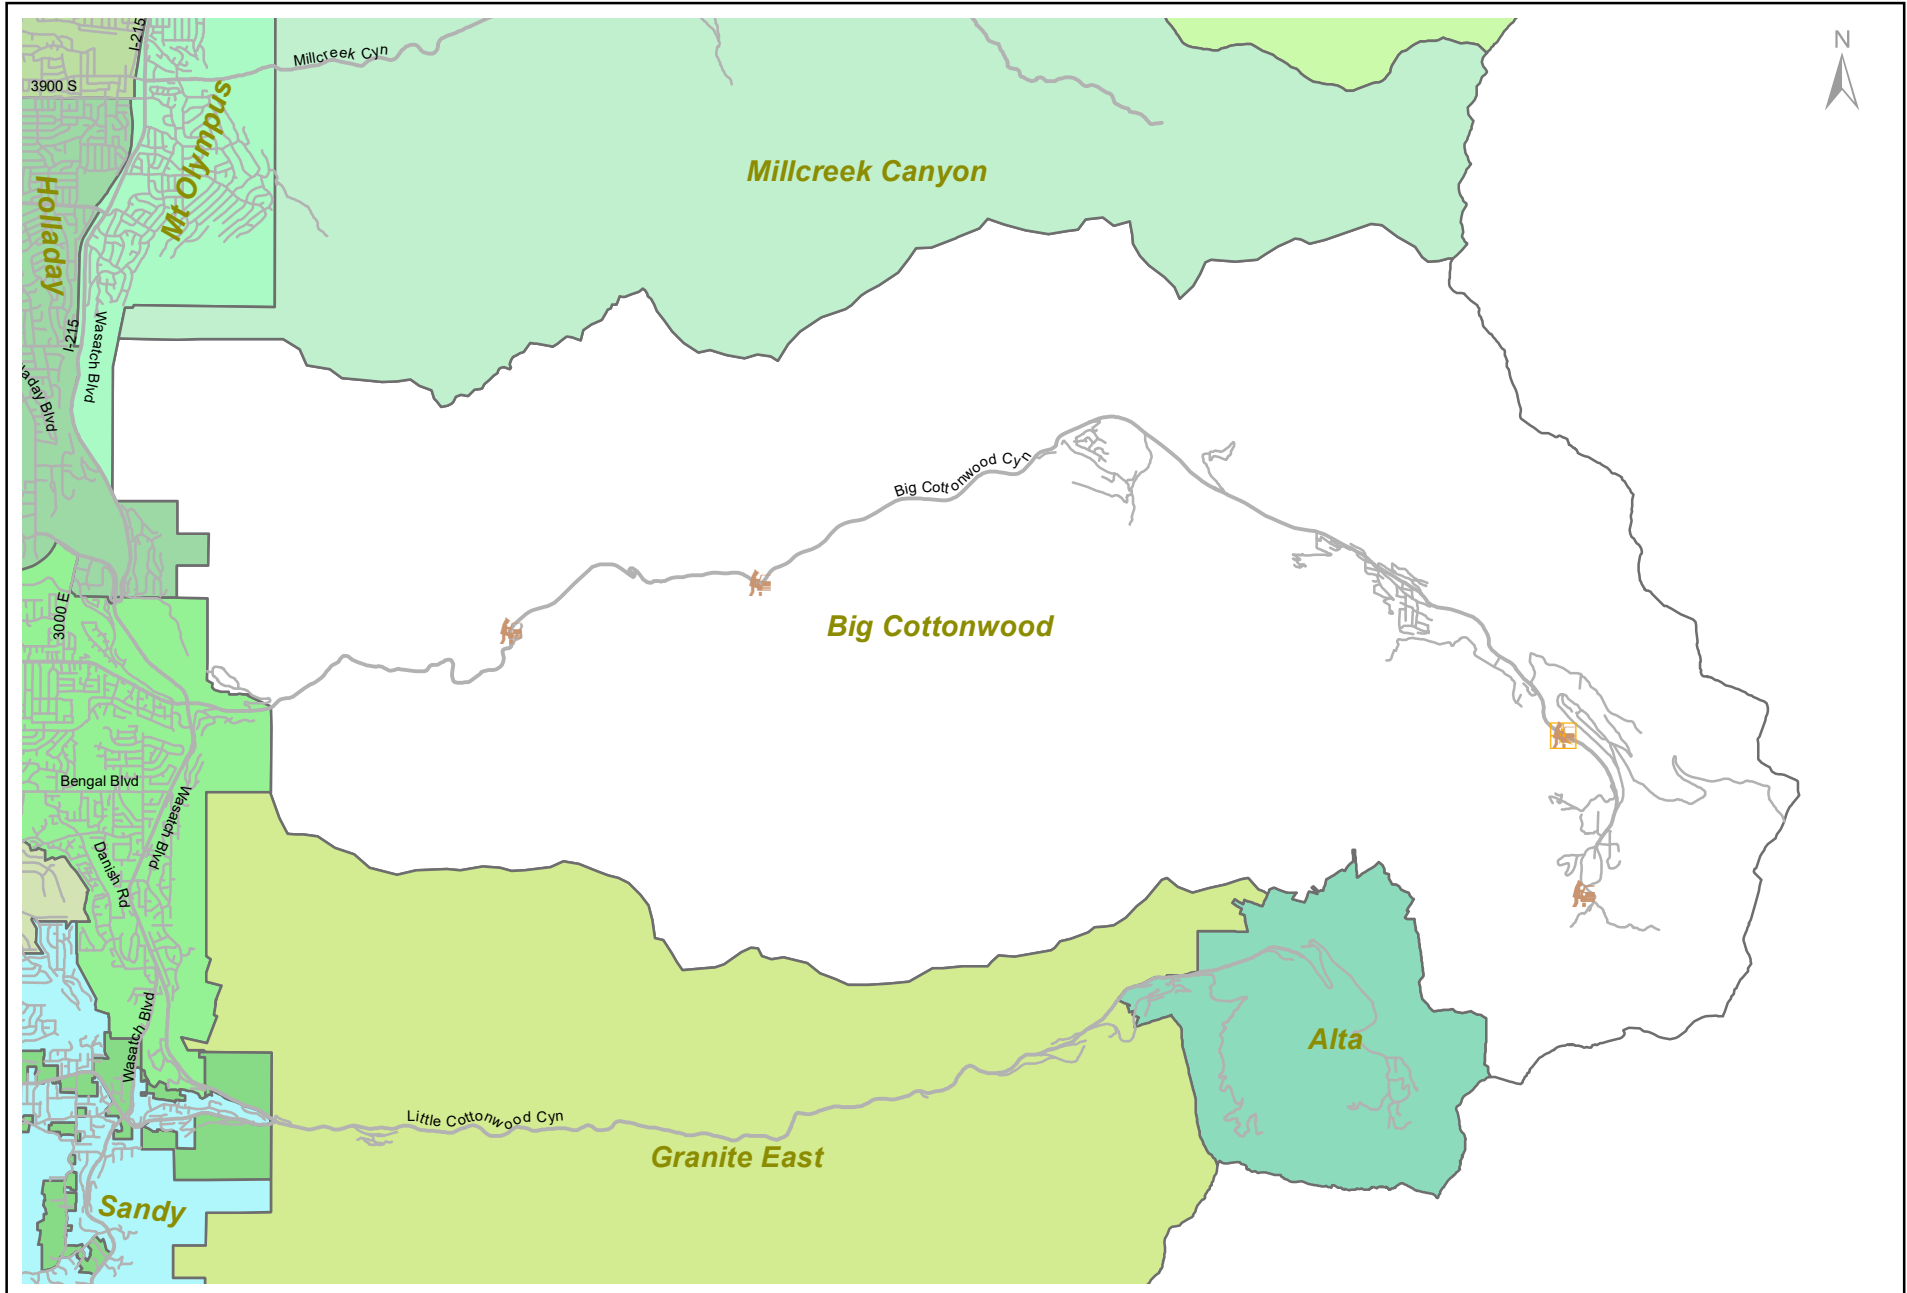 I-215
Millcreek Cyn
N
3900 S
Mt Olympus
Millcreek Canyon
Holladay
I-215
Wasatch Blvd
aday Blvd
Big Cottonwood Cyn
3000 E
Big Cottonwood
Bengal Blvd
Wasatch Blvd
Danish Rd
Wasatch Blvd
Alta
Little Cottonwood Cyn
Granite East
Sandy